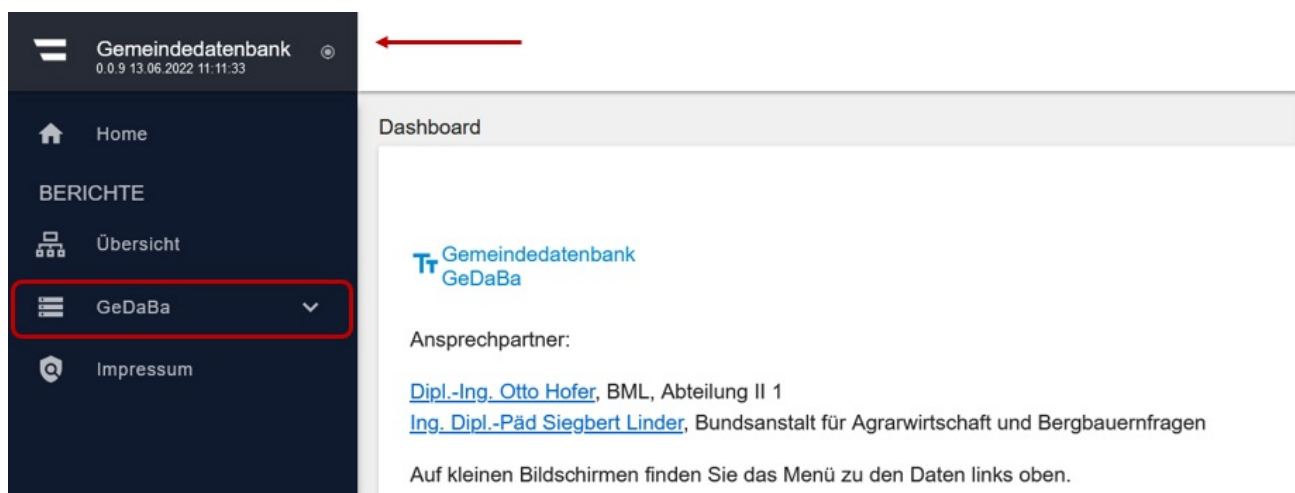 Gemeindedatenbank
0.0.9 13.06.2022 11:11:33
Home
BERICHTE
Übersicht
GeDaBa
Impressum
Dashboard
Gemeindedatenbank
GeDaBa
Ansprechpartner:
Dipl.-Ing. Otto Hofer, BML, Abteilung II 1
Ing. Dipl.-Päd Siegbert Linder, Bundsanstalt für Agrarwirtschaft und Bergbauernfragen
Auf kleinen Bildschirmen finden Sie das Menü zu den Daten links oben.